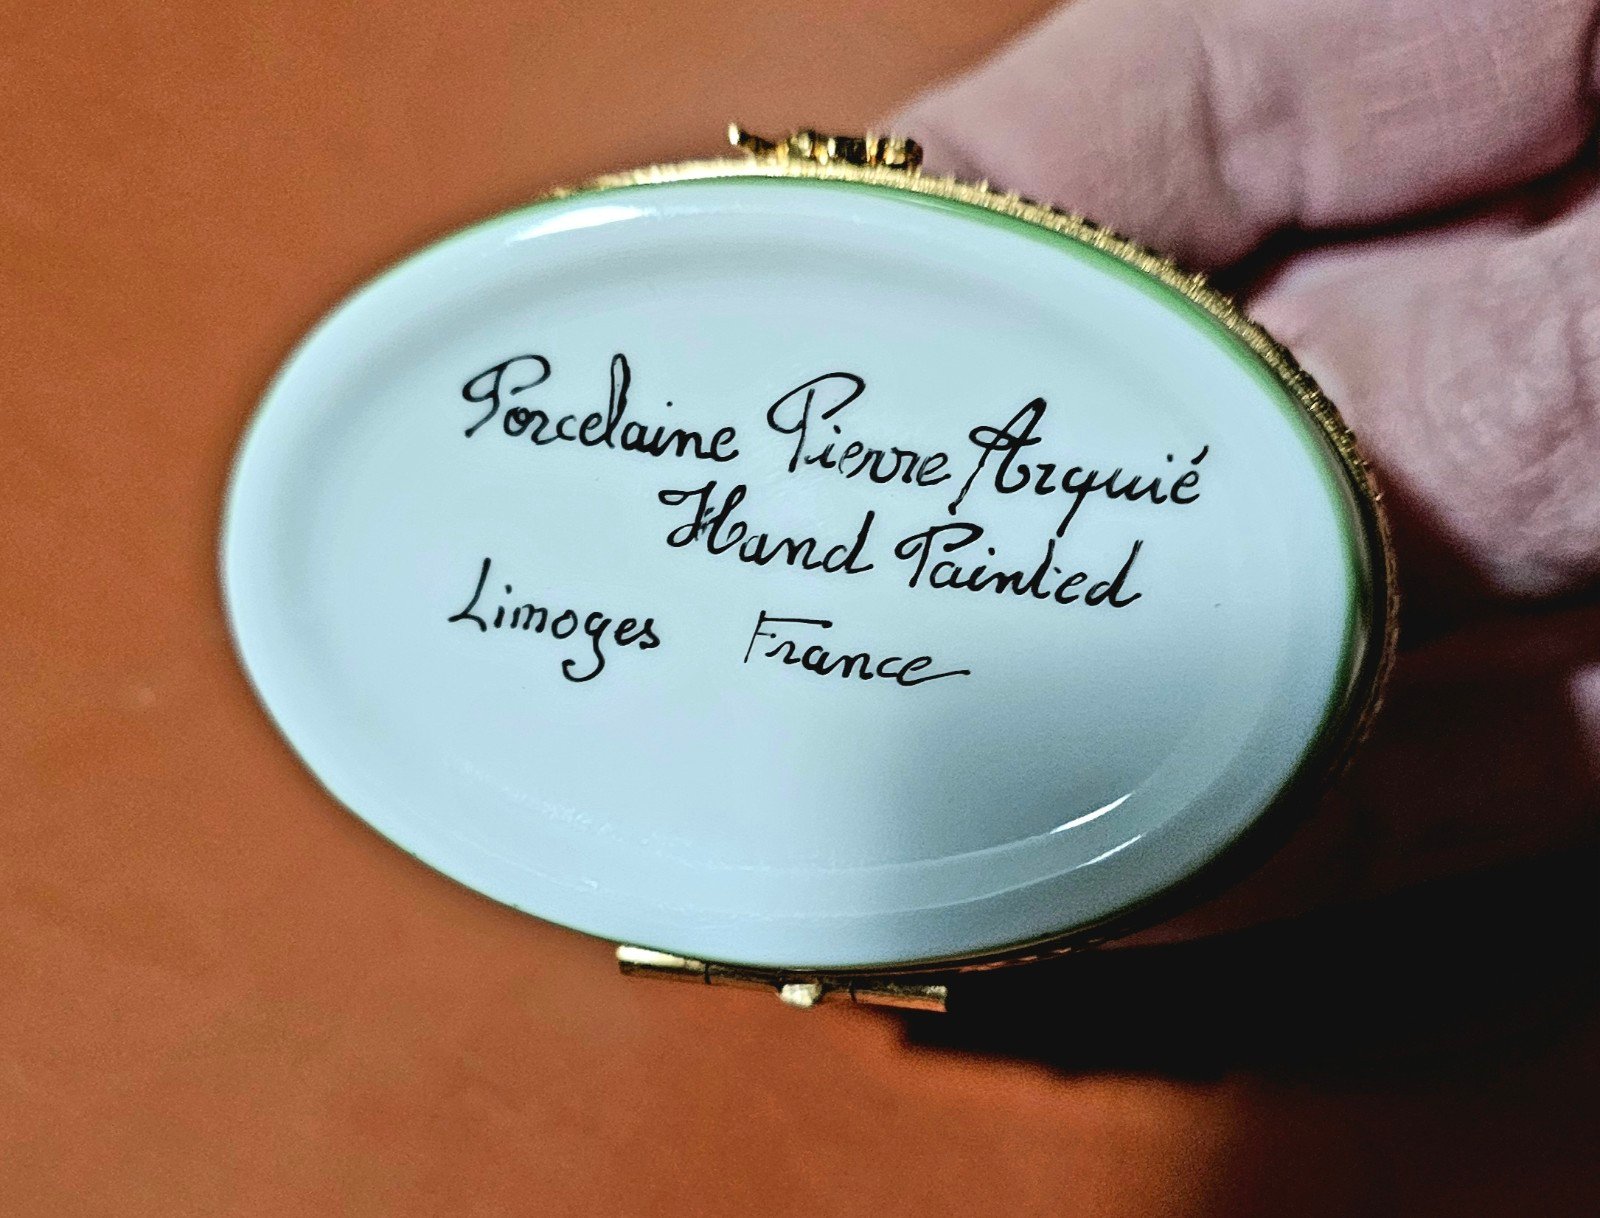 Porcelaine Pierre Arquié
Hand Painted
Limoges France